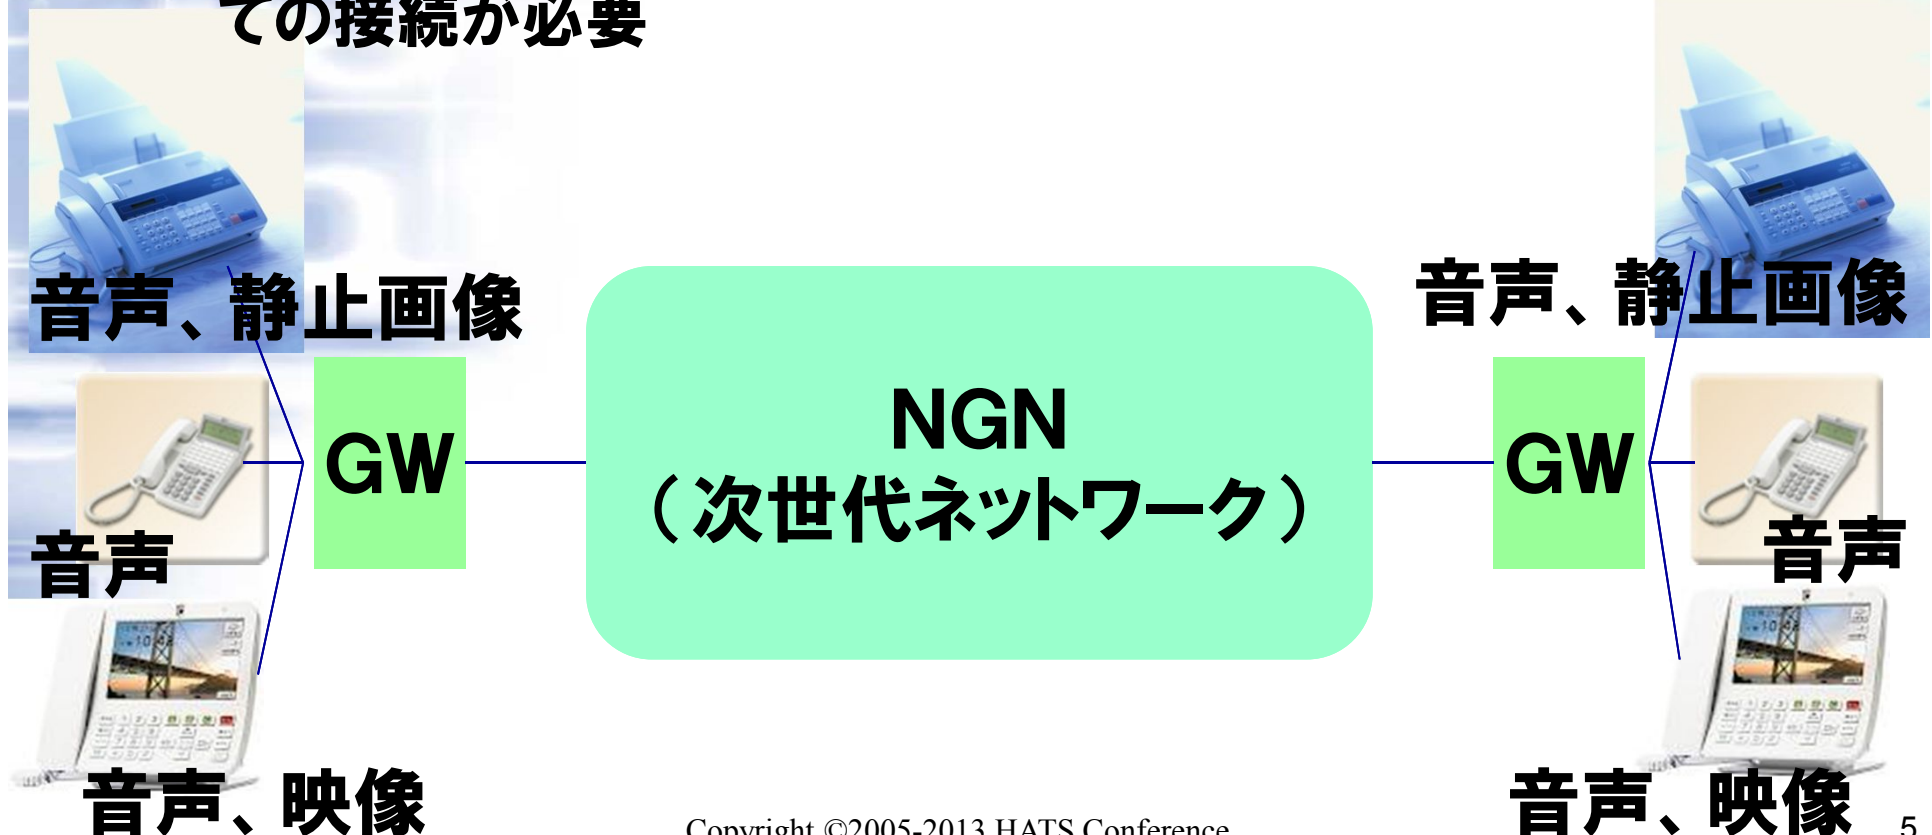 ての接続が必要
音声、静止画像
音声、静止画像
GW
NGN
（次世代ネットワーク）
GW
音声
音声
音声、映像
音声、映像
Copyright ©2005-2013 HATS Conference
5